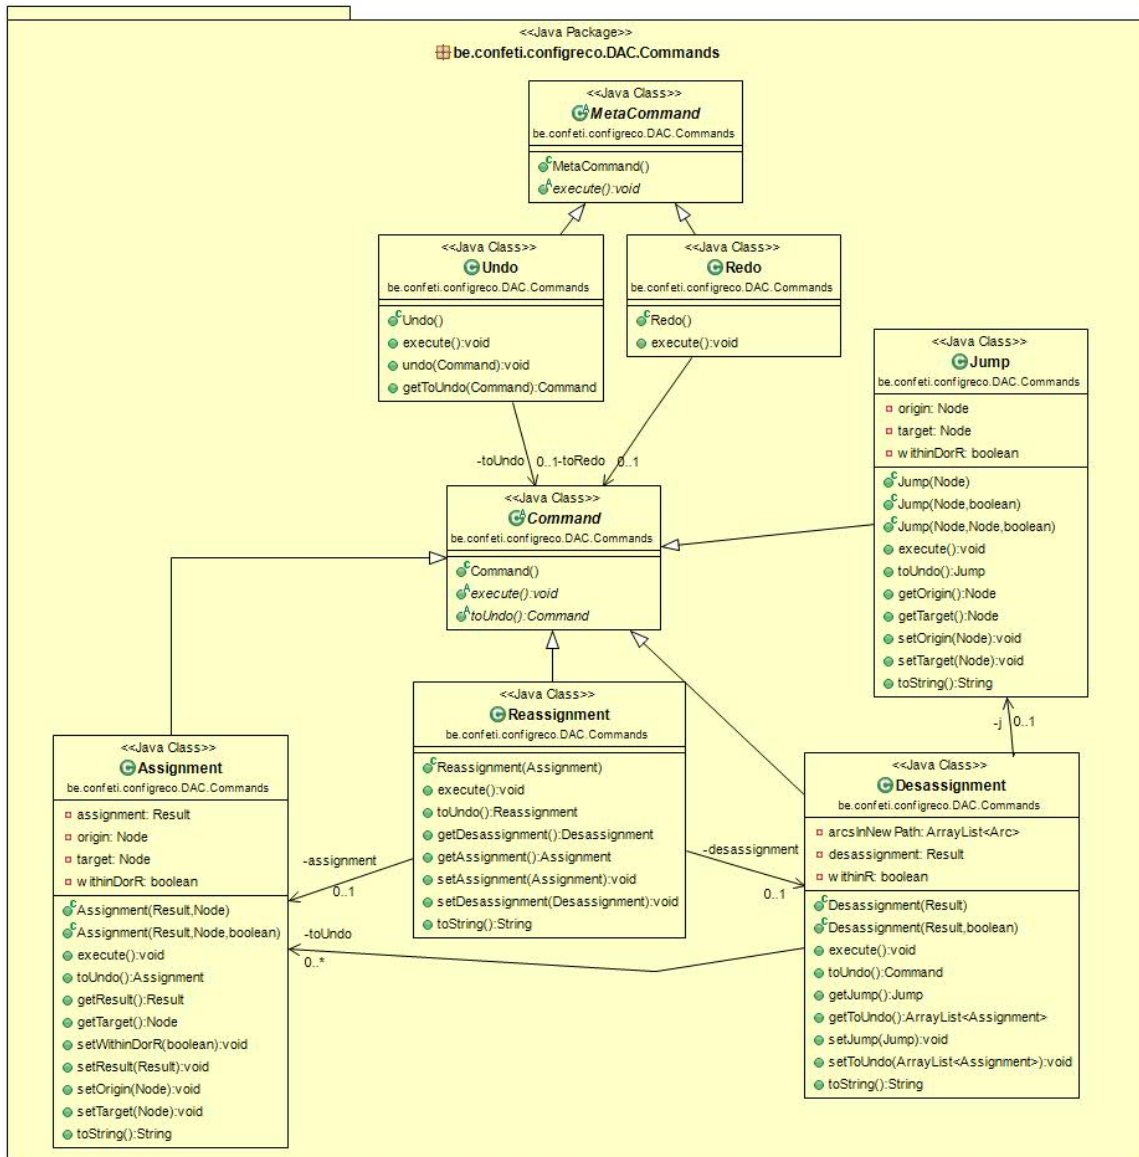 <<Java Package>>
be.confeti.configreco.DAC.Commands
<<Java Class>>
MetaCommand
be.confeti.configreco.DAC.Commands
MetaCommand()
execute():void
<<Java Class>>
Undo
be.confeti.configreco.DAC.Commands
Undo()
execute():void
undo(Command):void
getToUndo(Command):Command
<<Java Class>>
Redo
be.confeti.configreco.DAC.Commands
Redo()
execute():void
<<Java Class>>
Jump
be.confeti.configreco.DAC.Commands
origin: Node
target: Node
withinDorR: boolean
Jump(Node)
Jump(Node,boolean)
Jump(Node,Node,boolean)
execute():void
toUndo():Jump
getOrigin():Node
getTarget():Node
setOrigin(Node):void
setTarget(Node):void
toString():String
-toUndo 0..1
-toRedo 0..1
<<Java Class>>
Command
be.confeti.configreco.DAC.Commands
Command()
execute():void
toUndo():Command
<<Java Class>>
Reassignment
be.confeti.configreco.DAC.Commands
Reassignment(Assignment)
execute():void
toUndo():Reassignment
getDesassignment():Desassignment
getAssignment():Assignment
setAssignment(Assignment):void
setDesassignment(Desassignment):void
toString():String
-j 0..1
<<Java Class>>
Assignment
be.confeti.configreco.DAC.Commands
assignment: Result
origin: Node
target: Node
withinDorR: boolean
Assignment(Result,Node)
Assignment(Result,Node,boolean)
execute():void
toUndo():Assignment
getResult():Result
getTarget():Node
setWithinDorR(boolean):void
setResult(Result):void
setOrigin(Node):void
setTarget(Node):void
toString():String
-assignment
0..1
-toUndo
0..*
-desassignment
0..1
<<Java Class>>
Desassignment
be.confeti.configreco.DAC.Commands
arcsInNewPath: ArrayList<Arc>
desassignment: Result
withinR: boolean
Desassignment(Result)
Desassignment(Result,boolean)
execute():void
toUndo():Command
getJump():Jump
getToUndo():ArrayList<Assignment>
setJump(Jump):void
setToUndo(ArrayList<Assignment>):void
toString():String